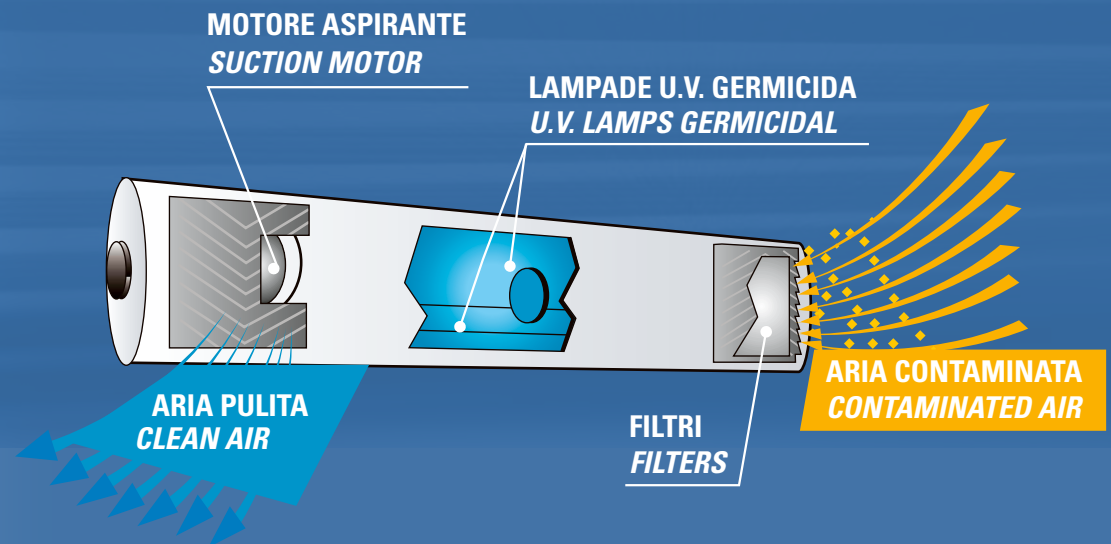 MOTORE ASPIRANTE
SUCTION MOTOR
LAMPADE U.V. GERMICIDA
U.V. LAMPS GERMICIDAL
ARIA CONTAMINATA
CONTAMINATED AIR
ARIA PULITA
CLEAN AIR
FILTRI
FILTERS